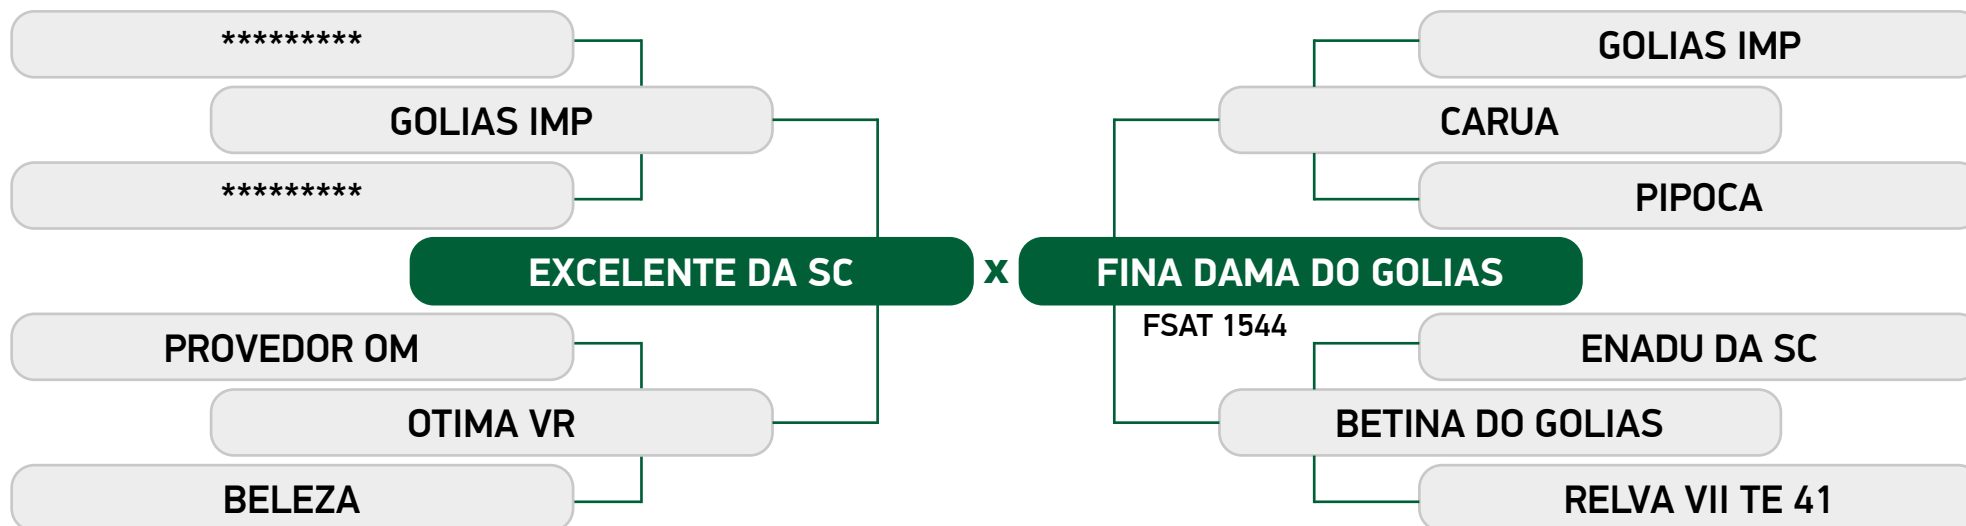 *********
GOLIAS IMP
GOLIAS IMP
CARUA
*********
PIPOCA
EXCELENTE DA SC x FINA DAMA DO GOLIAS
FSAT 1544
PROVEDOR OM
ENADU DA SC
OTIMA VR
BETINA DO GOLIAS
BELEZA
RELVA VII TE 41